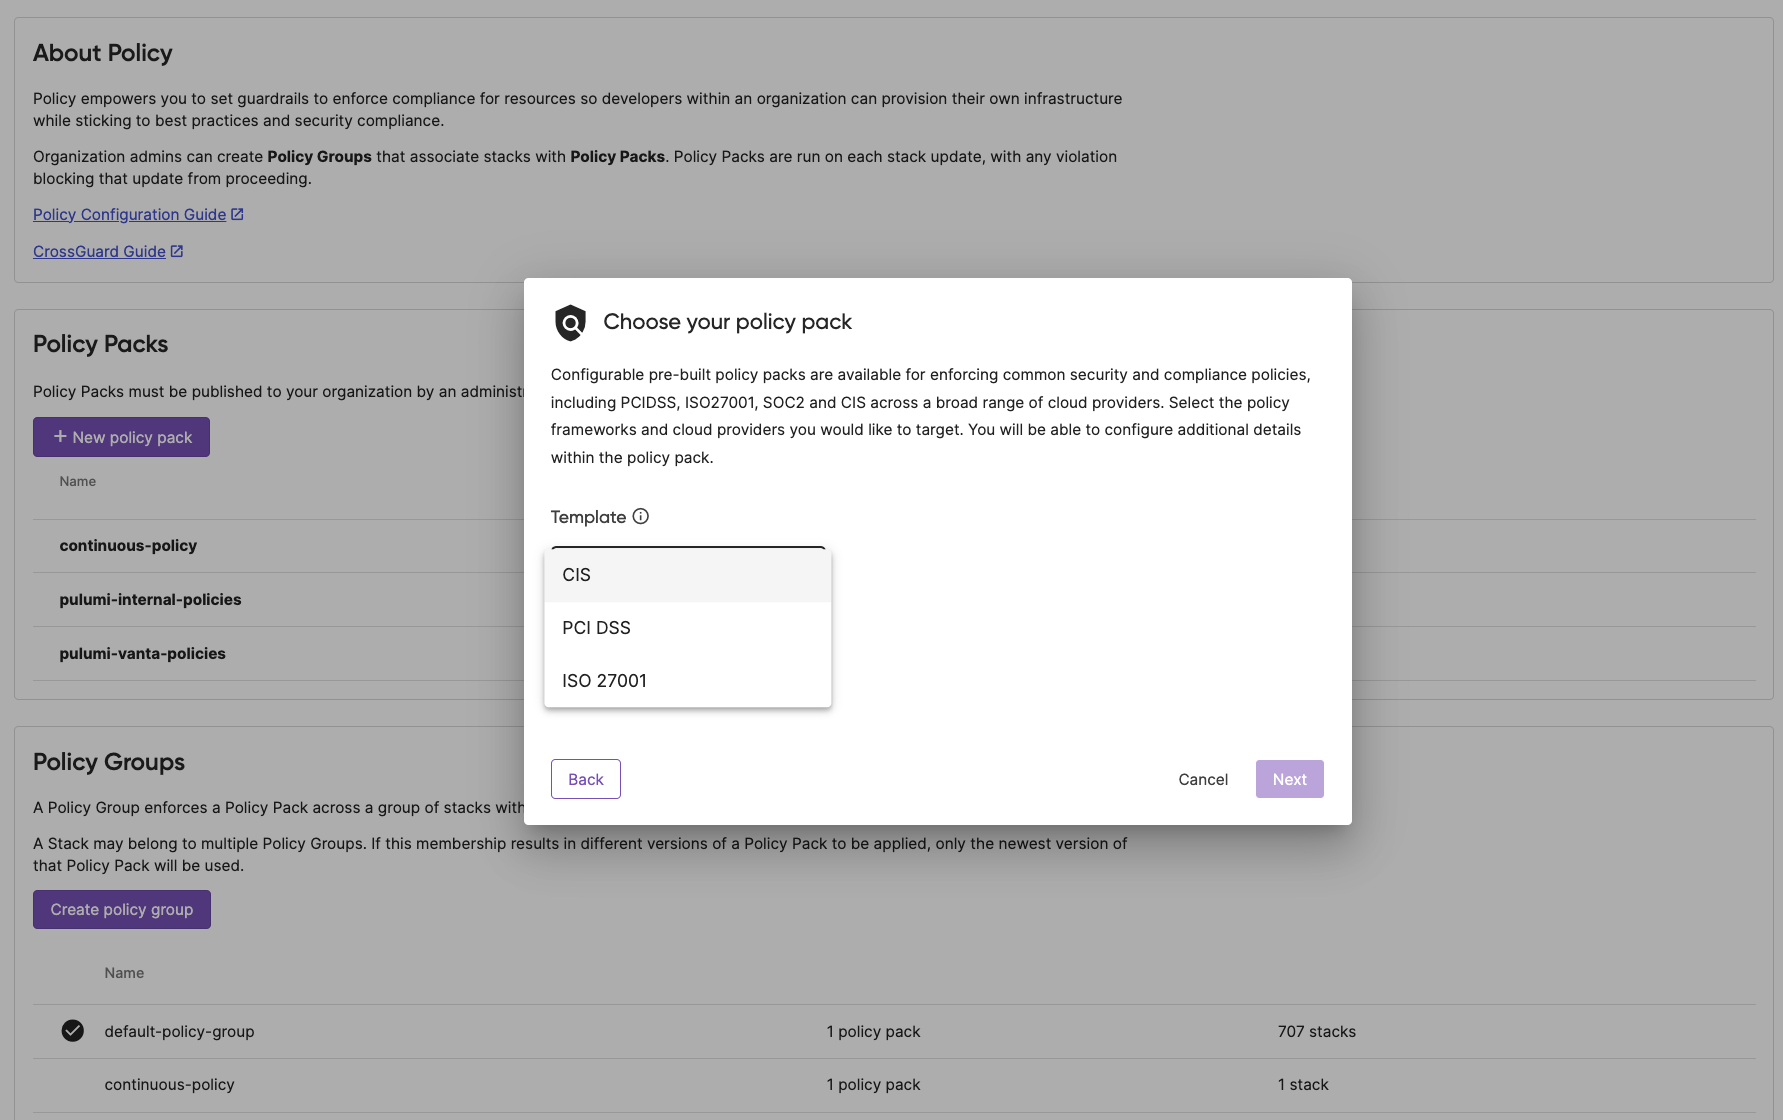 About Policy
Policy empowers you to set guardrails to enforce compliance for resources so developers within an organization can provision their own infrastructure
while sticking to best practices and security compliance.
Organization admins can create Policy Groups that associate stacks with Policy Packs. Policy Packs are run on each stack update, with any violation
blocking that update from proceeding.
Policy Configuration Guide
CrossGuard Guide
Policy Packs
Policy Packs must be published to your organization by an administ
+ New policy pack
Name
continuous-policy
pulumi-internal-policies
pulumi-vanta-policies
Choose your policy pack
Configurable pre-built policy packs are available for enforcing common security and compliance policies,
including PCIDSS, ISO27001, SOC2 and CIS across a broad range of cloud providers. Select the policy
frameworks and cloud providers you would like to target. You will be able to configure additional details
within the policy pack.
Template
CIS
PCI DSS
ISO 27001
Back
Cancel
Next
Policy Groups
A Policy Group enforces a Policy Pack across a group of stacks with
A Stack may belong to multiple Policy Groups. If this membership results in different versions of a Policy Pack to be applied, only the newest version of
that Policy Pack will be used.
Create policy group
Name
default-policy-group
1 policy pack
707 stacks
continuous-policy
1 policy pack
1 stack